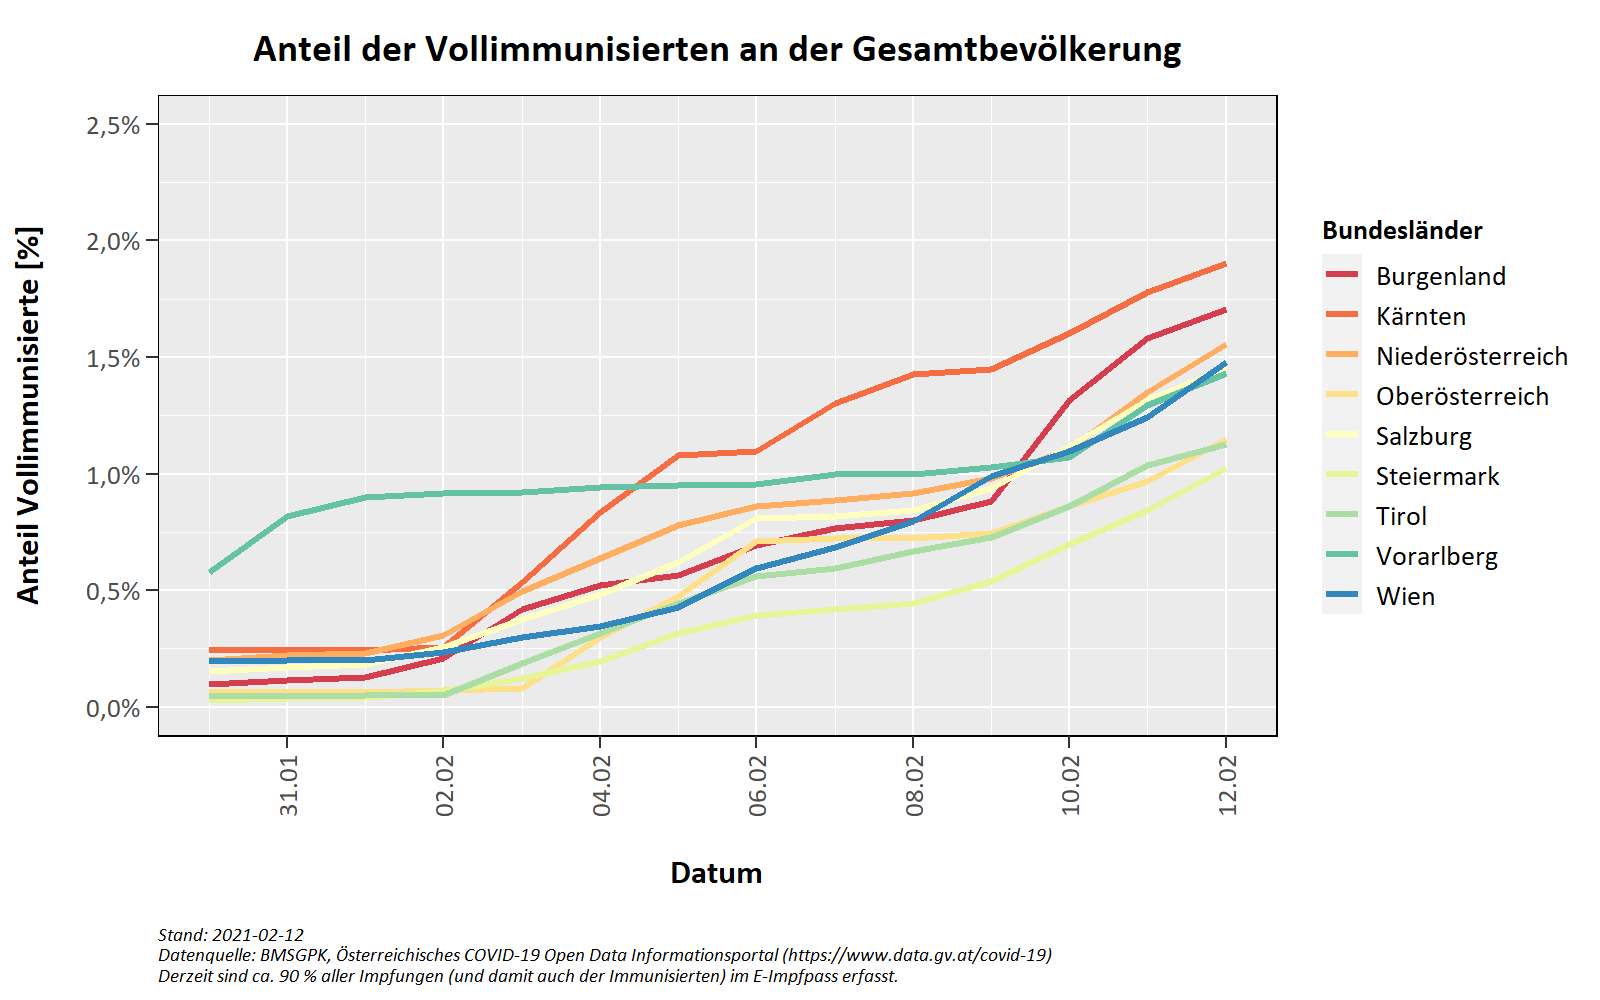 Anteil der Vollimmunisierten an der Gesamtbevölkerung
Anteil Vollimmunisierte [%]
2,5%
2,0%
1,5%
1,0%
0,5%
0,0%
31.01
02.02
04.02
06.02
08.02
10.02
12.02
Datum
Bundesländer
Burgenland
Kärnten
Niederösterreich
Oberösterreich
Salzburg
Steiermark
Tirol
Vorarlberg
Wien
Stand: 2021-02-12
Datenquelle: BMSGPK, Österreichisches COVID-19 Open Data Informationsportal (https://www.data.gv.at/covid-19)
Derzeit sind ca. 90 % aller Impfungen (und damit auch der Immunisierten) im E-Impfpass erfasst.